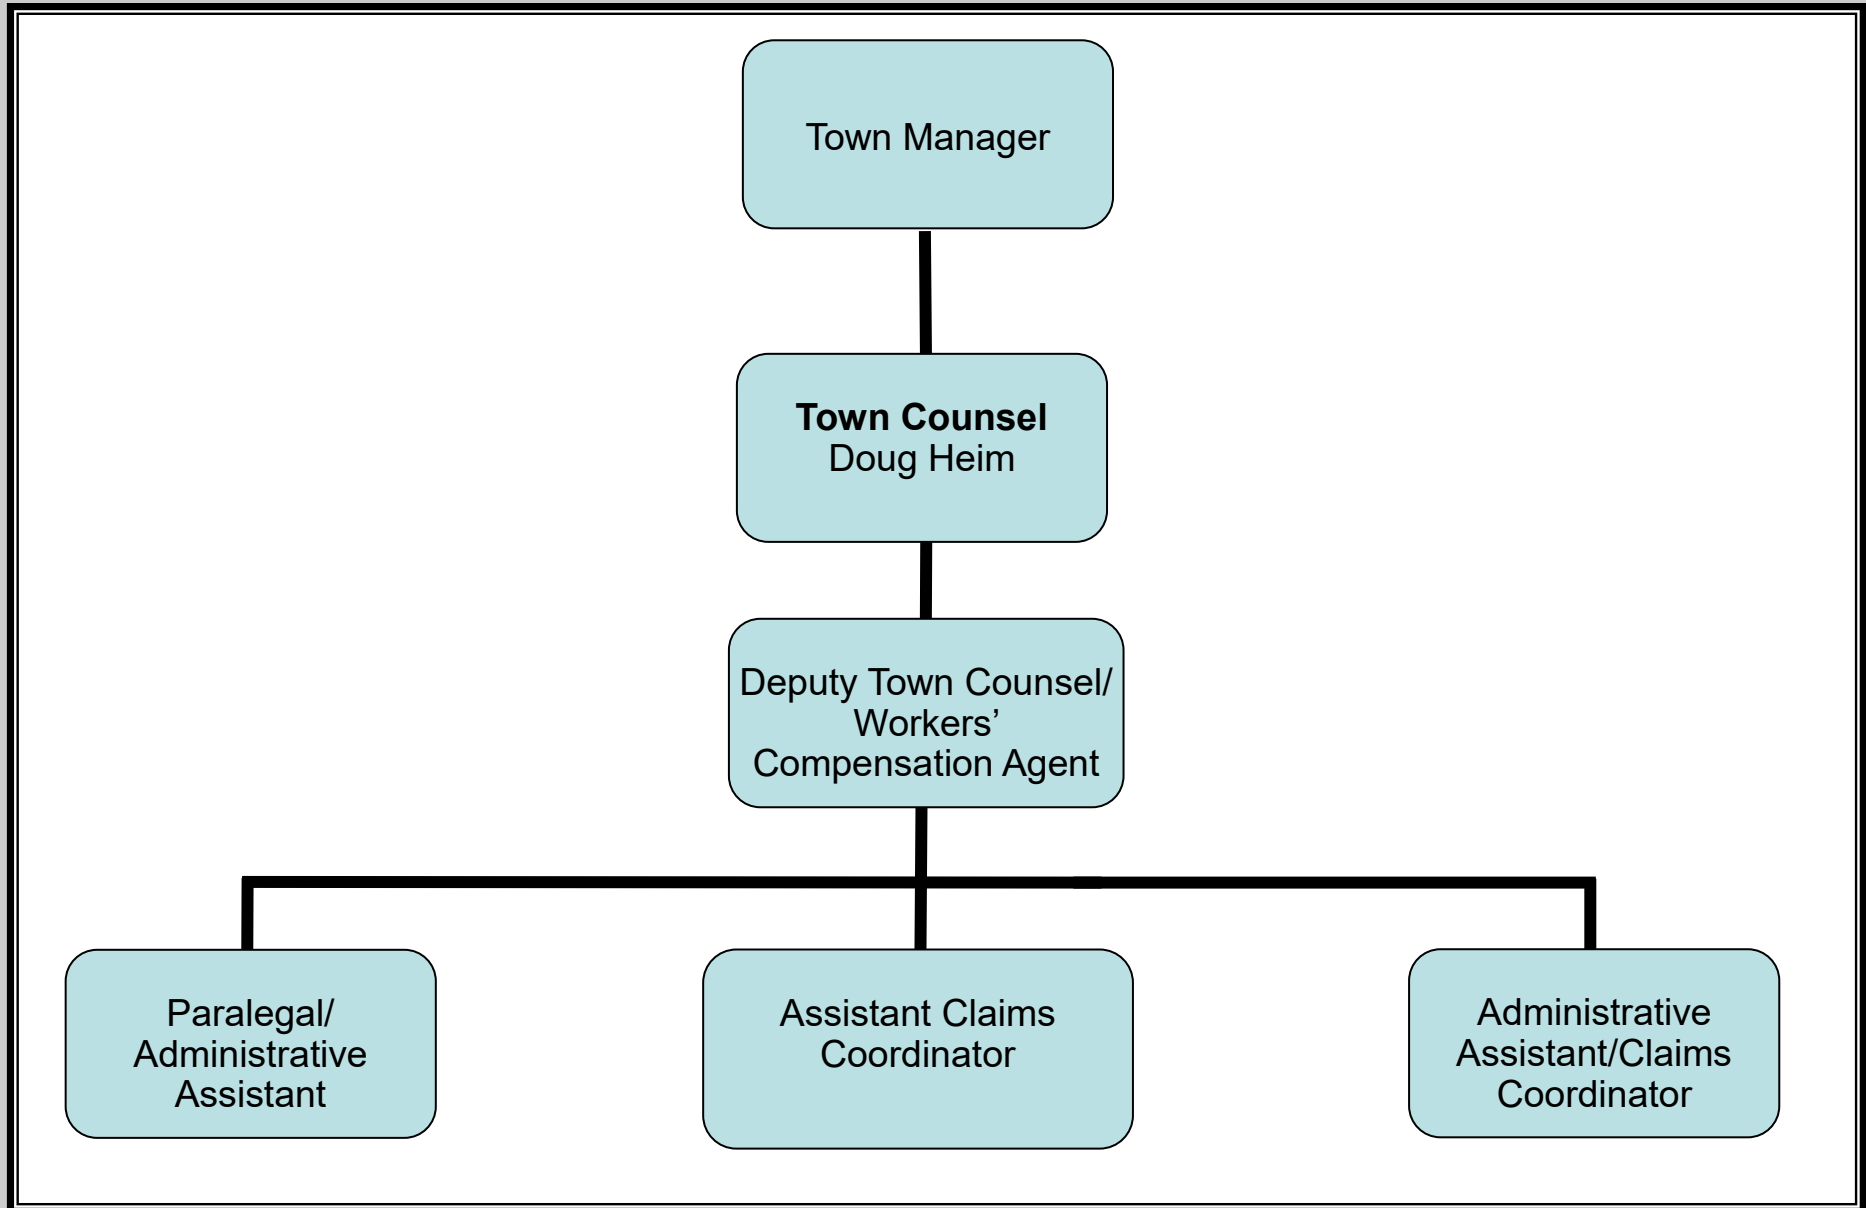 Town Manager
Town Counsel
Doug Heim
Deputy Town Counsel/
Workers’
Compensation Agent
Paralegal/
Administrative
Assistant
Assistant Claims
Coordinator
Administrative
Assistant/Claims
Coordinator